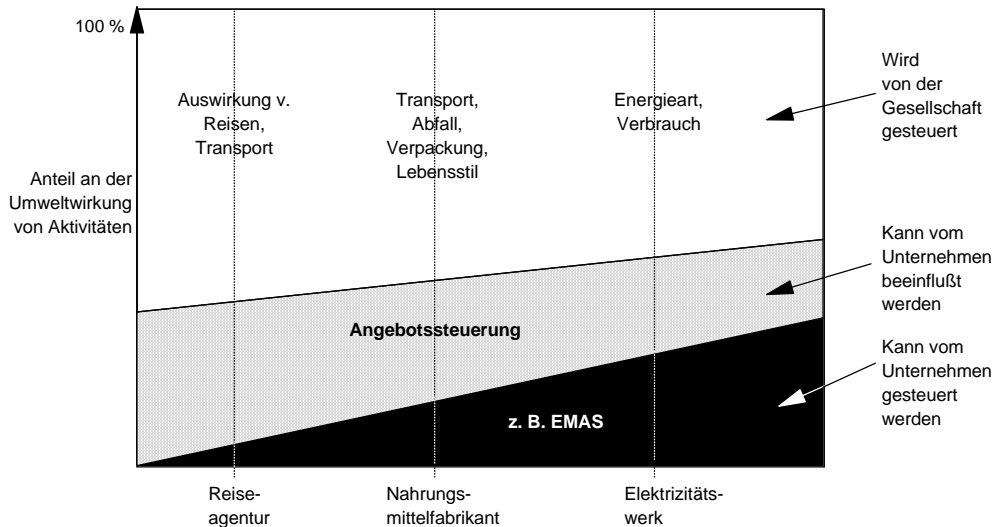 100 %
Anteil an der
Umweltwirkung
von Aktivitäten
Auswirkung v.
Reisen,
Transport
Transport,
Abfall,
Verpackung,
Lebensstil
Energieart,
Verbrauch
Wird
von der
Gesellschaft
gesteuert
Kann vom
Unternehmen
beeinflußt
werden
Angebotssteuerung
Kann vom
Unternehmen
gesteuert
werden
z. B. EMAS
Reise-
agentur
Nahrungs-
mittelfabrikant
Elektrizitäts-
werk